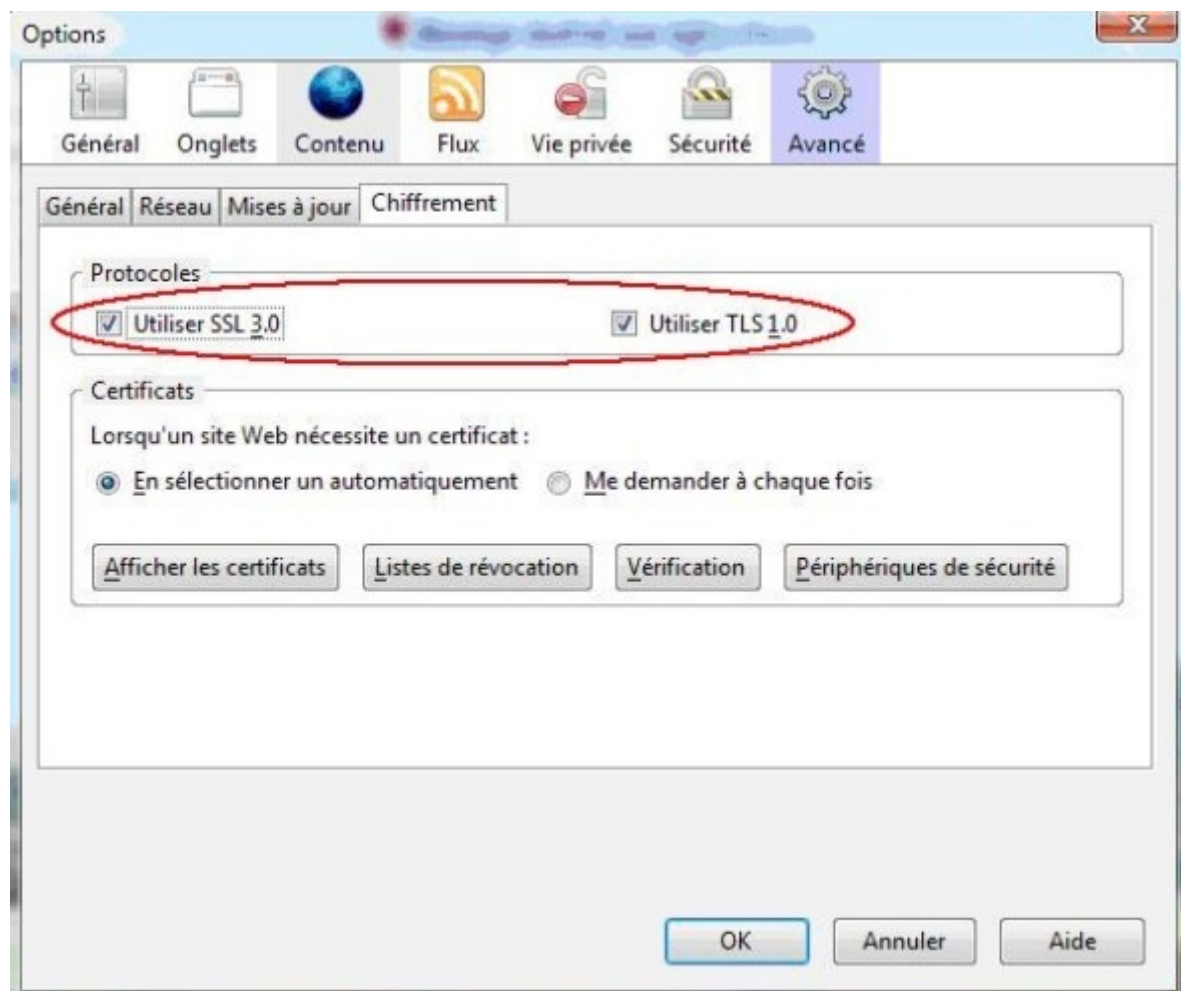 Options
Général Onglets Contenu Flux Vie privée Sécurité Avancé
Général Réseau Mises à jour Chiffrement
Protocoles
Utiliser SSL 3.0 Utiliser TLS 1.0
Certificats
Lorsqu'un site Web nécessite un certificat :
En sélectionner un automatiquement Me demander à chaque fois
Afficher les certificats Listes de révocation Vérification Périphériques de sécurité
OK Annuler Aide